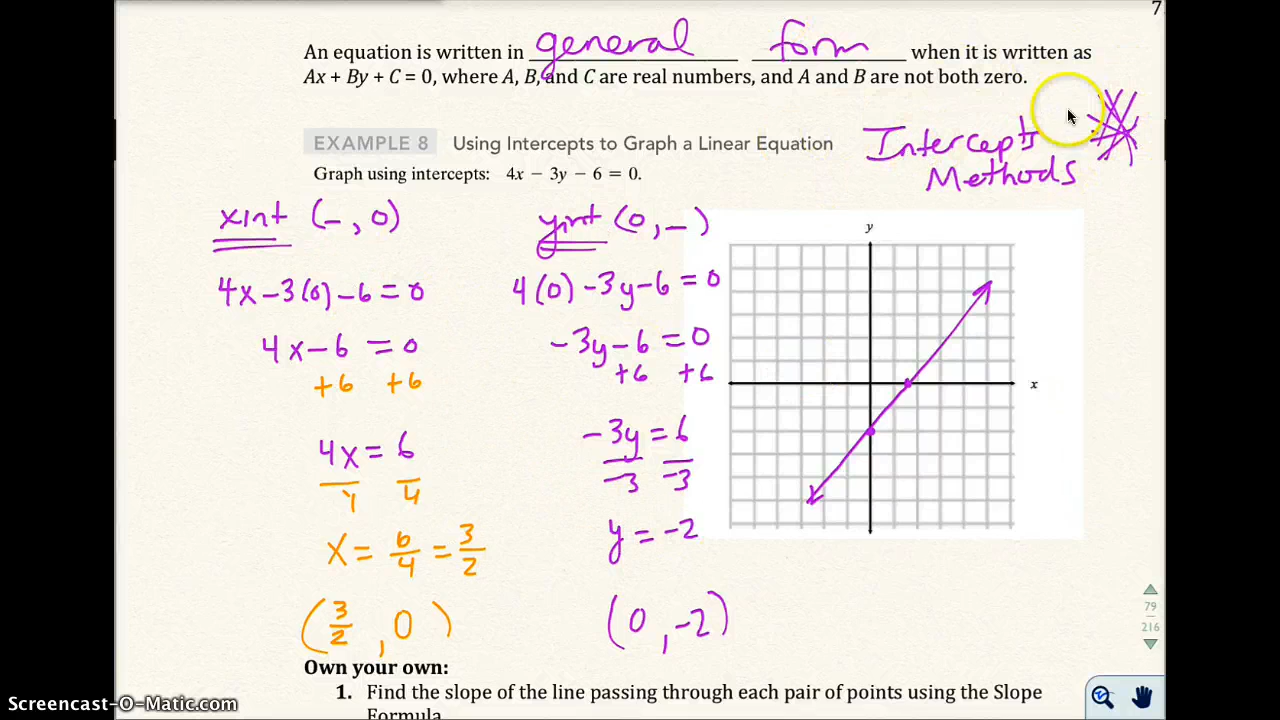 7
An equation is written in general form when it is written as
Ax + By + C = 0, where A, B, and C are real numbers, and A and B are not both zero.
EXAMPLE 8 Using Intercepts to Graph a Linear Equation
Intercepts
Methods
Graph using intercepts: 4x − 3y − 6 = 0.
xint (–, 0)
yint (0, –)
4x − 3(0) − 6 = 0
4(0) − 3y − 6 = 0
4x − 6 = 0
−3y − 6 = 0
+6 +6
+6 +6
4x = 6
−3y = 6
4 4
−3 −3
x = 6/4 = 3/2
y = −2
(3/2, 0)
(0, −2)
y
x
79
216
Own your own:
1. Find the slope of the line passing through each pair of points using the Slope
Formula.
Screencast-O-Matic.com